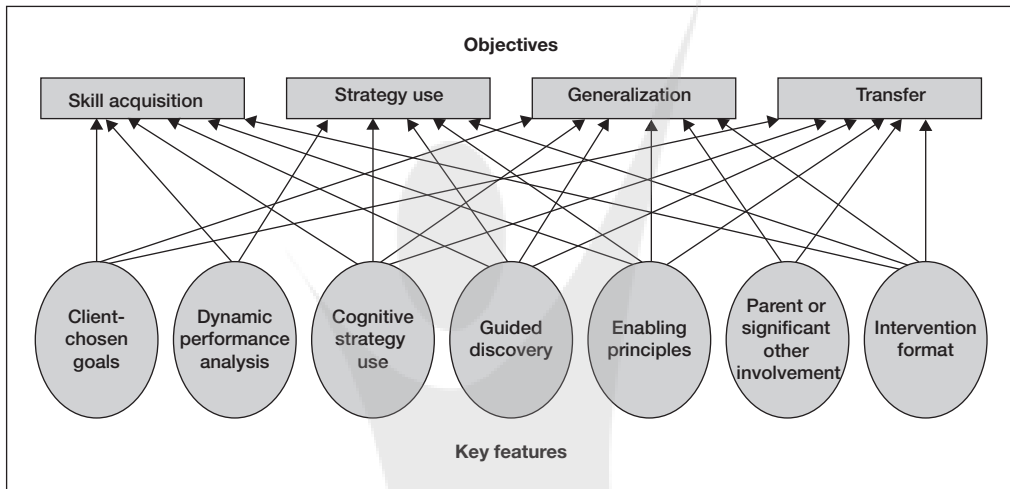 Objectives
Skill acquisition
Strategy use
Generalization
Transfer
Client-
chosen
goals
Dynamic
performance
analysis
Cognitive
strategy
use
Guided
discovery
Enabling
principles
Parent or
significant
other
involvement
Intervention
format
Key features